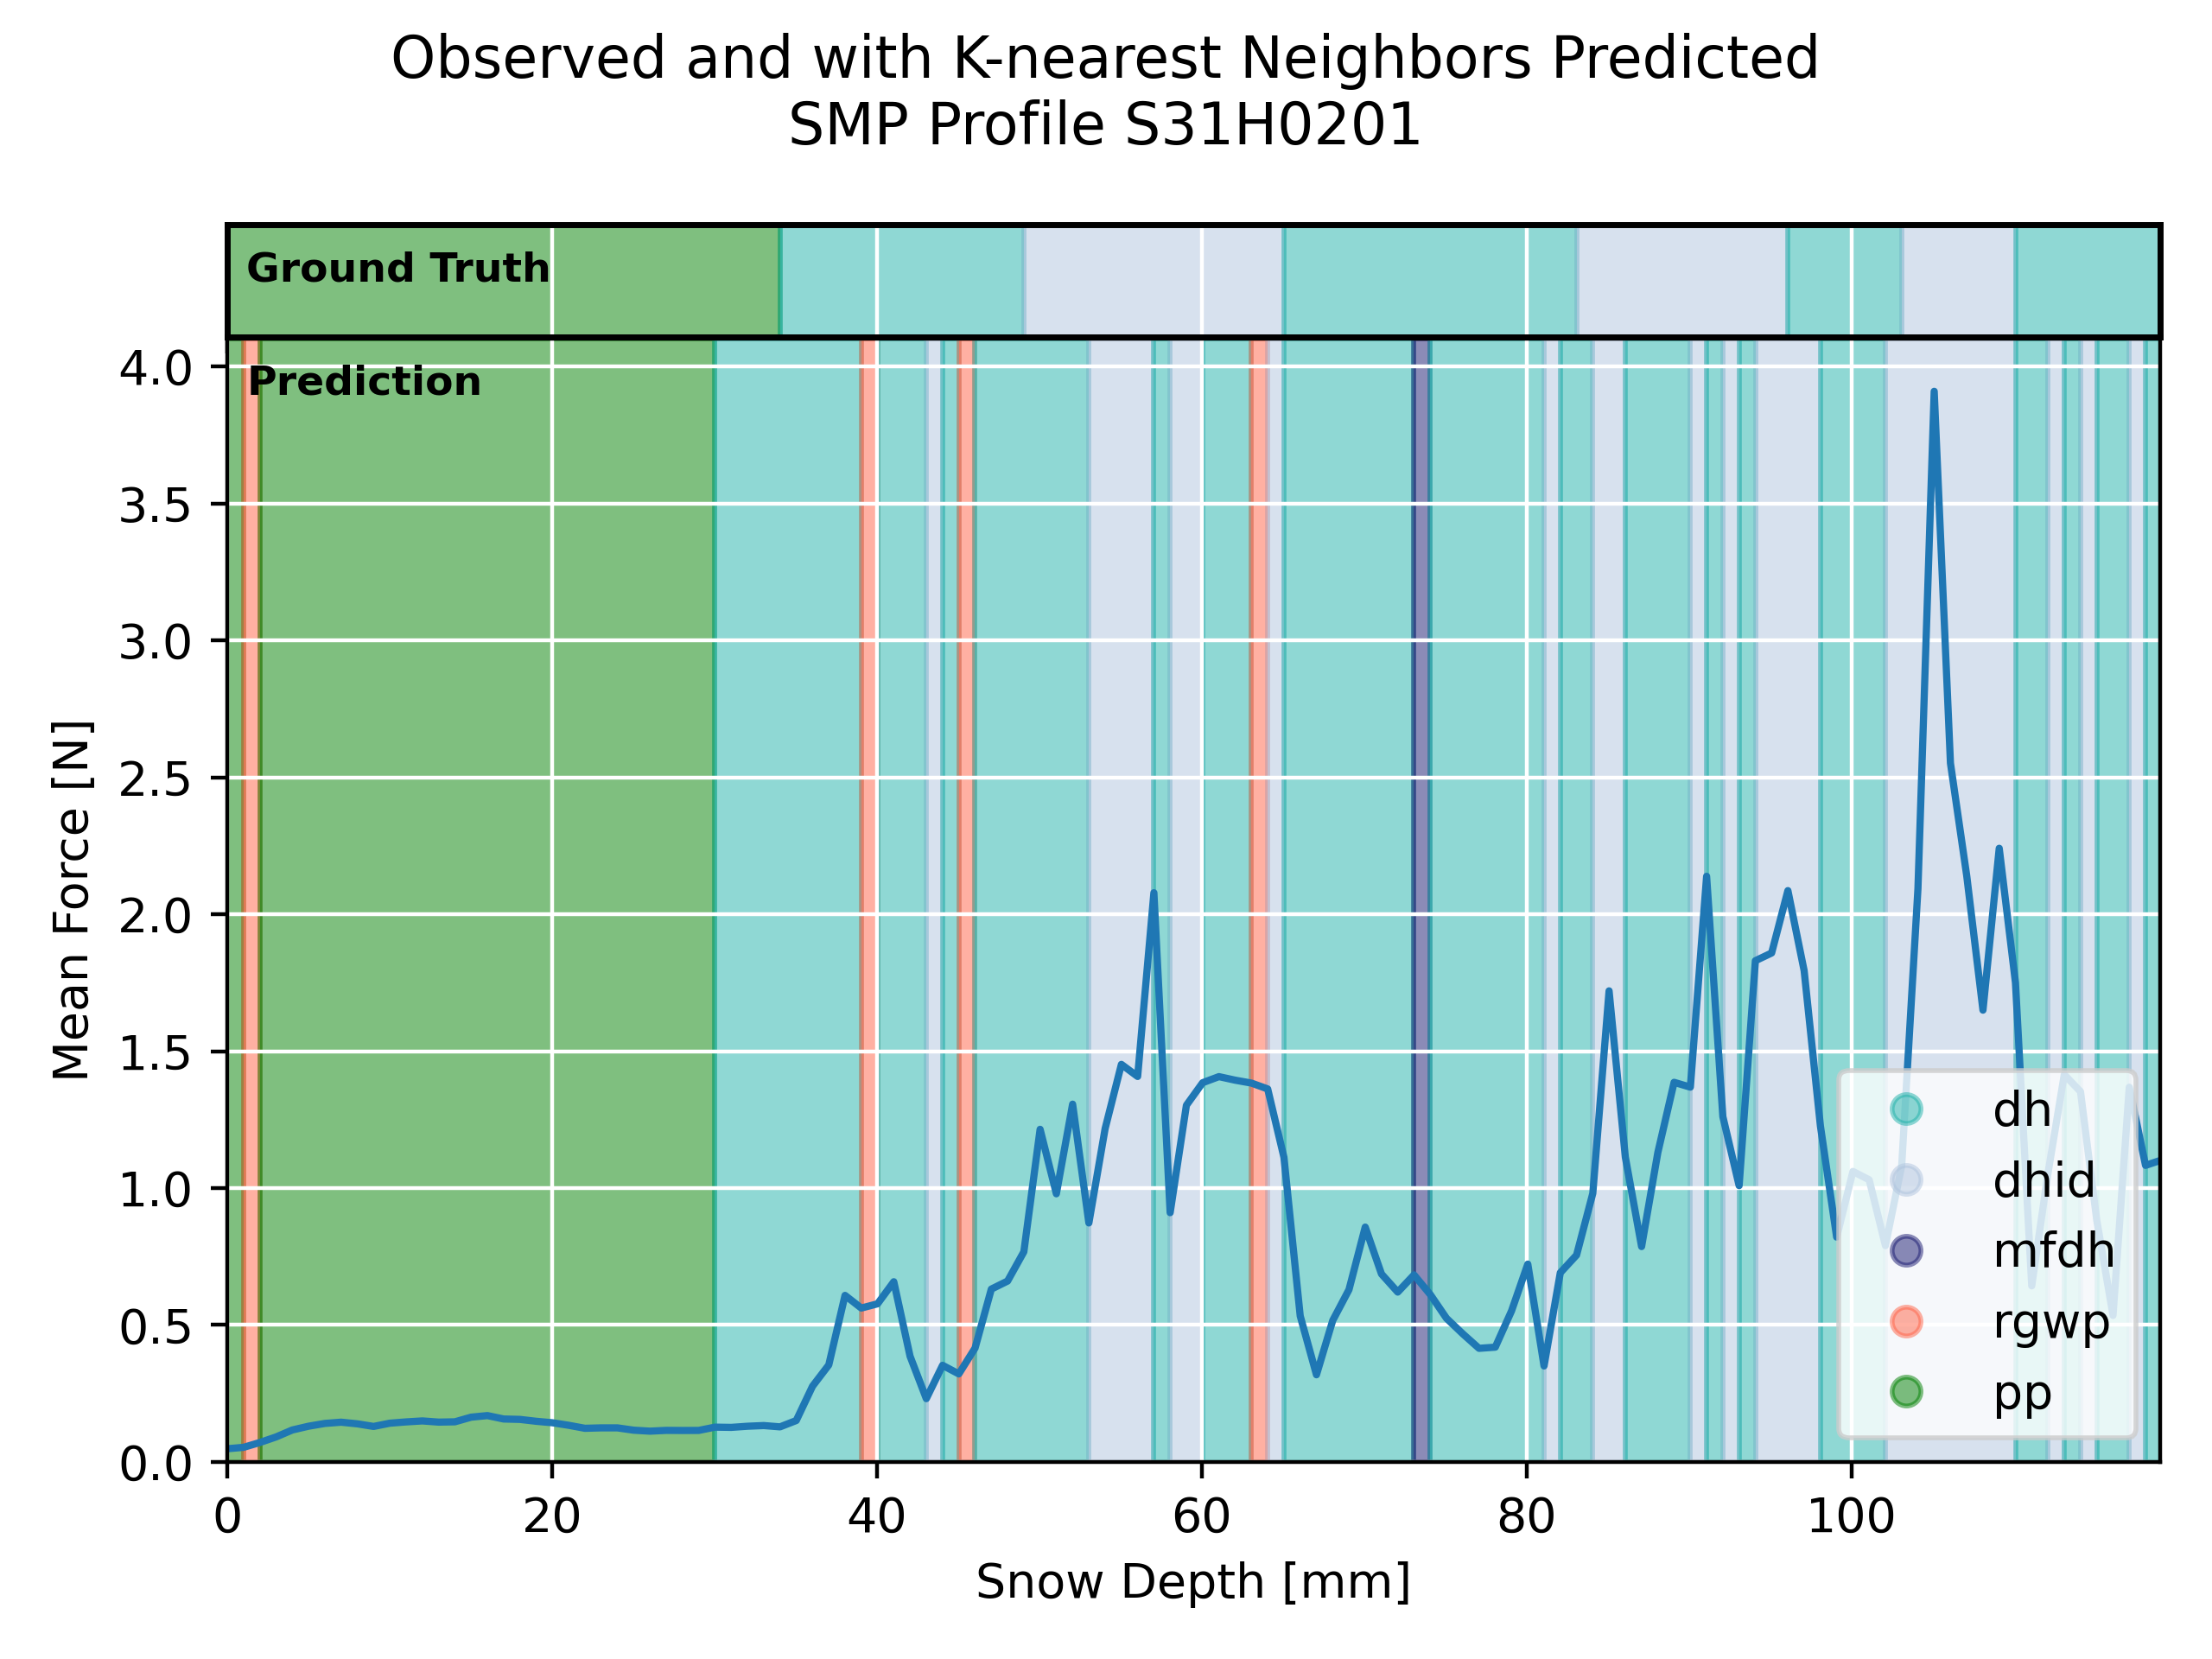 Observed and with K-nearest Neighbors Predicted
SMP Profile S31H0201
Ground Truth
Prediction
4.0
3.5
3.0
2.5
2.0
1.5
1.0
0.5
0.0
Mean Force [N]
dh
dhid
mfdh
rgwp
pp
0 20 40 60 80 100
Snow Depth [mm]